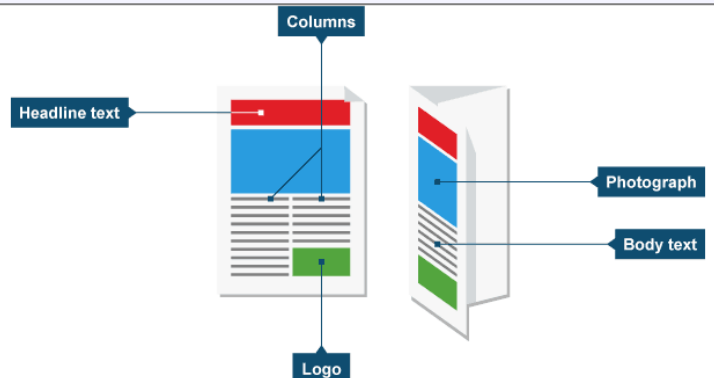 Columns
Headline text
Photograph
Body text
Logo